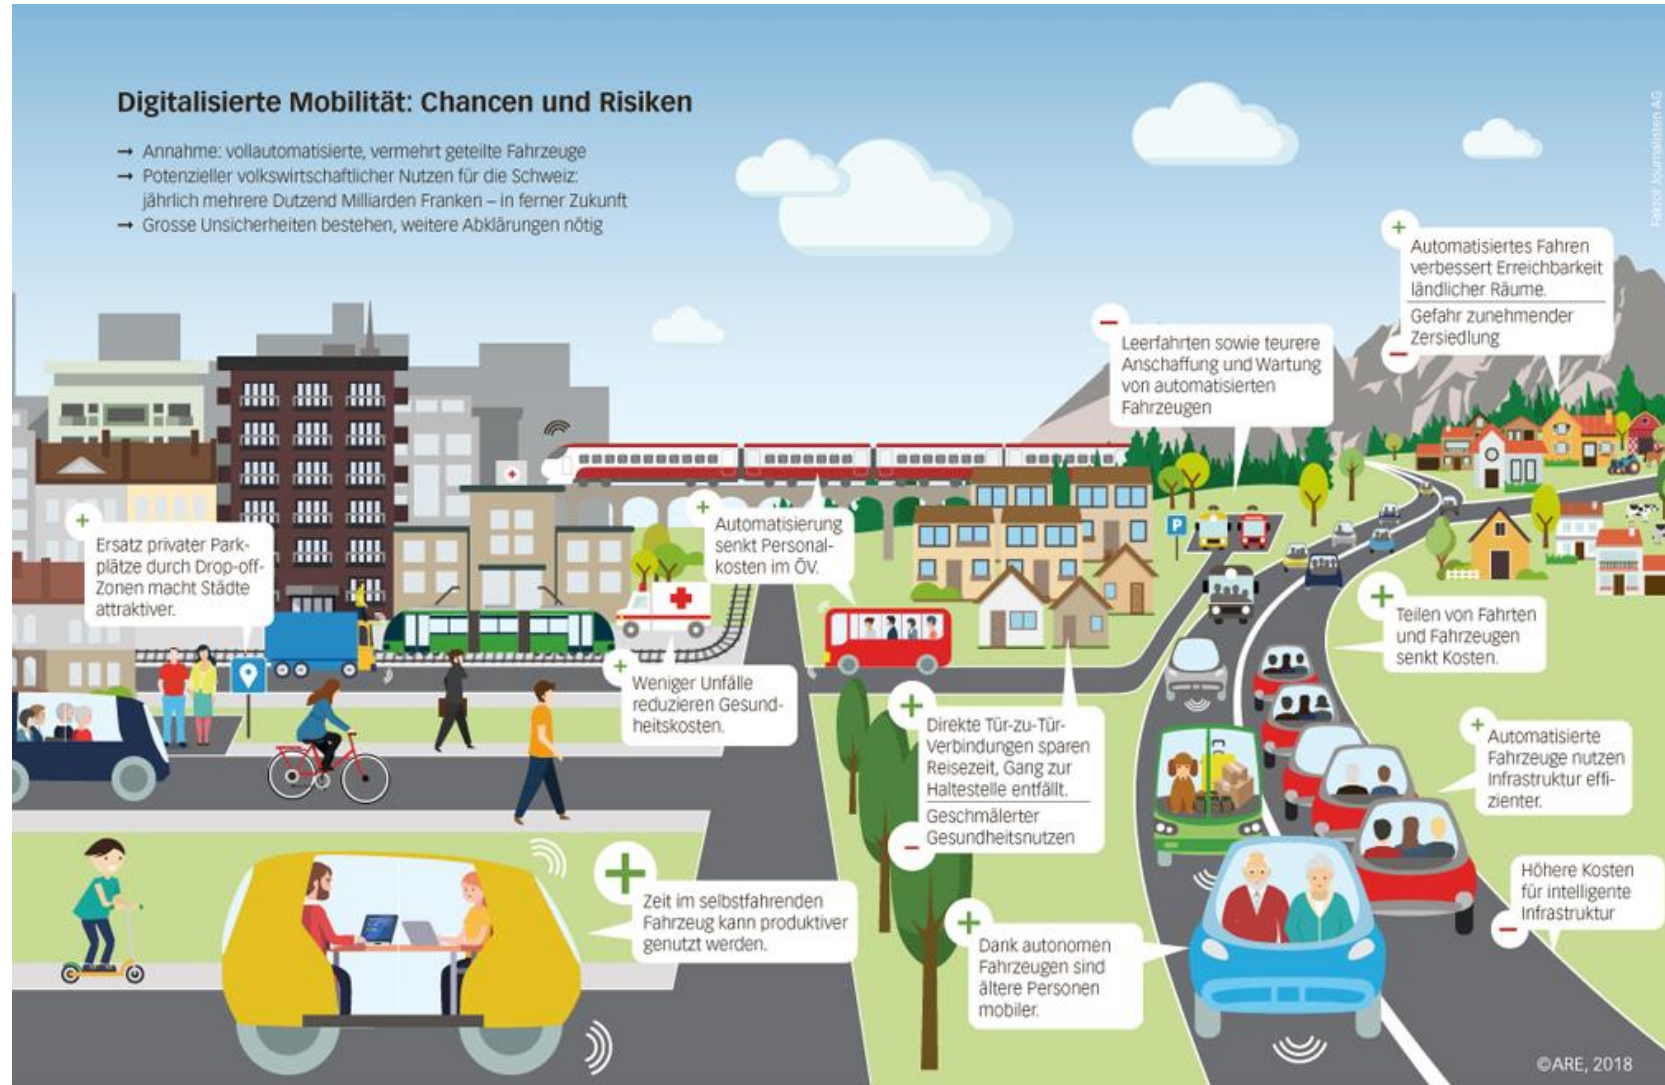 Digitalisierte Mobilität: Chancen und Risiken
→ Annahme: vollautomatisierte, vermehrt geteilte Fahrzeuge
→ Potenzieller volkswirtschaftlicher Nutzen für die Schweiz:
jährlich mehrere Dutzend Milliarden Franken – in ferner Zukunft
→ Grosse Unsicherheiten bestehen, weitere Abklärungen nötig
Faktor Journalisten AG
+
Automatisiertes Fahren
verbessert Erreichbarkeit
ländlicher Räume.
Gefahr zunehmender
Zersiedlung
–
–
Leerfahrten sowie teurere
Anschaffung und Wartung
von automatisierten
Fahrzeugen
+
Ersatz privater Park-
plätze durch Drop-off-
Zonen macht Städte
attraktiver.
+
Automatisierung
senkt Personal-
kosten im ÖV.
P
+
Teilen von Fahrten
und Fahrzeugen
senkt Kosten.
+
Weniger Unfälle
reduzieren Gesund-
heitskosten.
+
Direkte Tür-zu-Tür-
Verbindungen sparen
Reisezeit, Gang zur
Haltestelle entfällt.
Geschmälerter
Gesundheitsnutzen
–
+
Automatisierte
Fahrzeuge nutzen
Infrastruktur effi-
zienter.
+
Zeit im selbstfahrenden
Fahrzeug kann produktiver
genutzt werden.
+
Dank autonomen
Fahrzeugen sind
ältere Personen
mobiler.
Höhere Kosten
für intelligente
Infrastruktur
–
©ARE, 2018